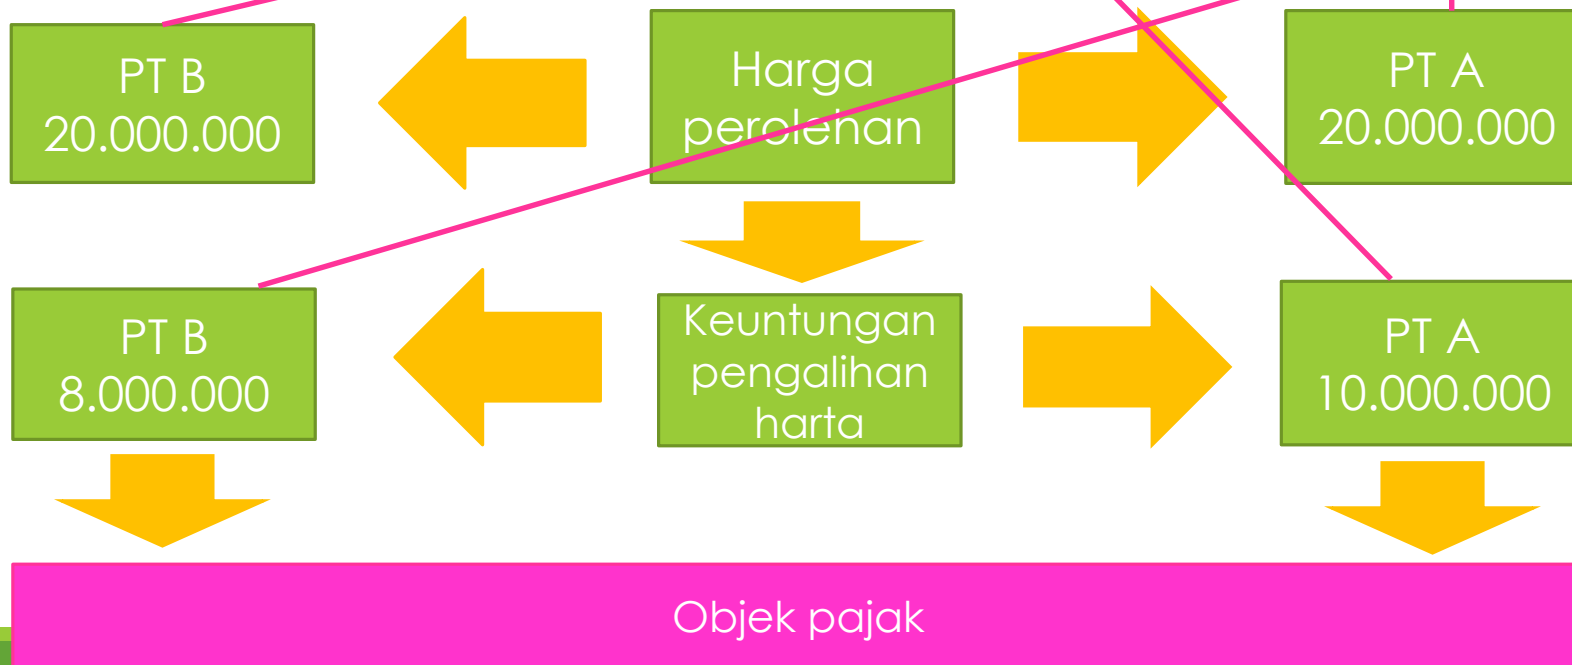 PT B
20.000.000
Harga
perolehan
PT A
20.000.000
PT B
8.000.000
Keuntungan
pengalihan
harta
PT A
10.000.000
Objek pajak